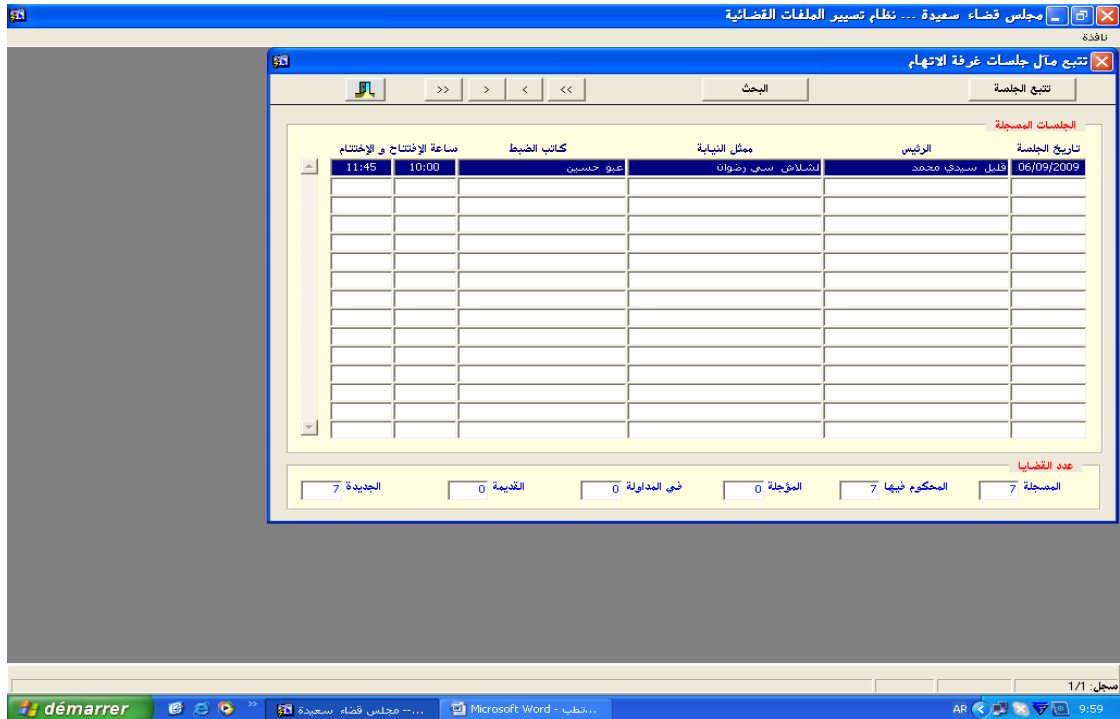 مجلس قضاء سعيدة ... نظام تسيير الملفات القضائية
نافذة
تتبع مآل جلسات غرفة الاتهام
تتبع الجلسة البحث << < > >>
الجلسات المسجلة
تاريخ الجلسة الرئيس ممثل النيابة كاتب الضبط ساعة الإفتتاح و الإختتام
06/09/2009 قليل سيدي محمد لشلاش سي رضوان عبو حسين 10:00 11:45
عدد القضايا
المسجلة 7 المحكوم فيها 7 المؤجلة 0 في المداولة 0 القديمة 0 الجديدة 7
سجل: 1/1
démarrer » -- مجلس قضاء سعيدة... Microsoft Word - تطب... AR 9:59